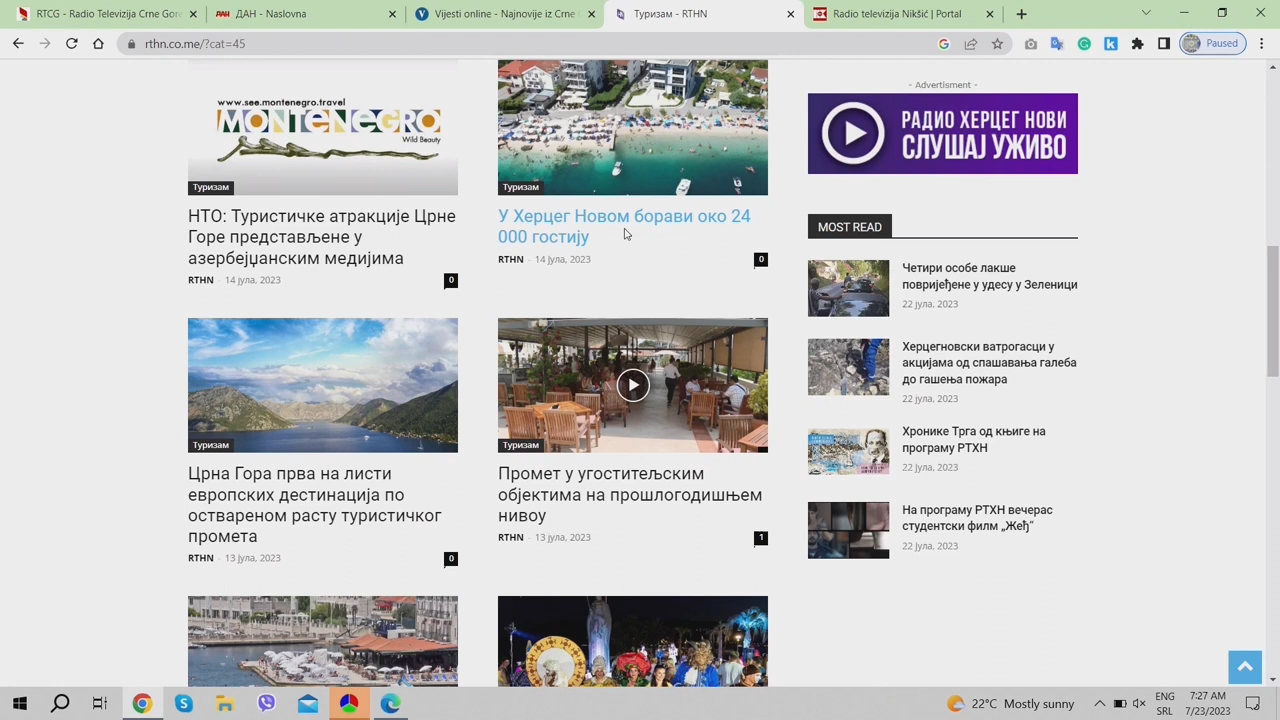 RTCG - Radio Televizija Crne Gor
ДАН - Naslovna
Vijesti online - Najnovije iz Crne
Туризам - RTHN
Radio televizija Nikšić | Portal
rthn.co.me/?cat=45
Paused
www.see.montenegro.travel
MONTENEGRO
Wild Beauty
Туризам
НТО: Туристичке атракције Црне
Горе представљене у
азербејџанским медијима
RTHN - 14 јула, 2023
0
Туризам
У Херцег Новом борави око 24
000 гостију
RTHN - 14 јула, 2023
0
Туризам
Црна Гора прва на листи
европских дестинација по
оствареном расту туристичког
промета
RTHN - 13 јула, 2023
0
Туризам
Промет у угоститељским
објектима на прошлогодишњем
нивоу
RTHN - 13 јула, 2023
1
- Advertisment -
РАДИО ХЕРЦЕГ НОВИ
СЛУШАЈ УЖИВО
MOST READ
Четири особе лакше
повријеђене у удесу у Зеленици
22 јула, 2023
Херцегновски ватрогасци у
акцијама од спашавања галеба
до гашења пожара
22 јула, 2023
Хронике Трга од књиге на
програму РТХН
22 јула, 2023
На програму РТХН вечерас
студентски филм „Жеђ“
22 јула, 2023
22°C Mostly sunny
ENG
SRL
7:27 AM
7/23/2023